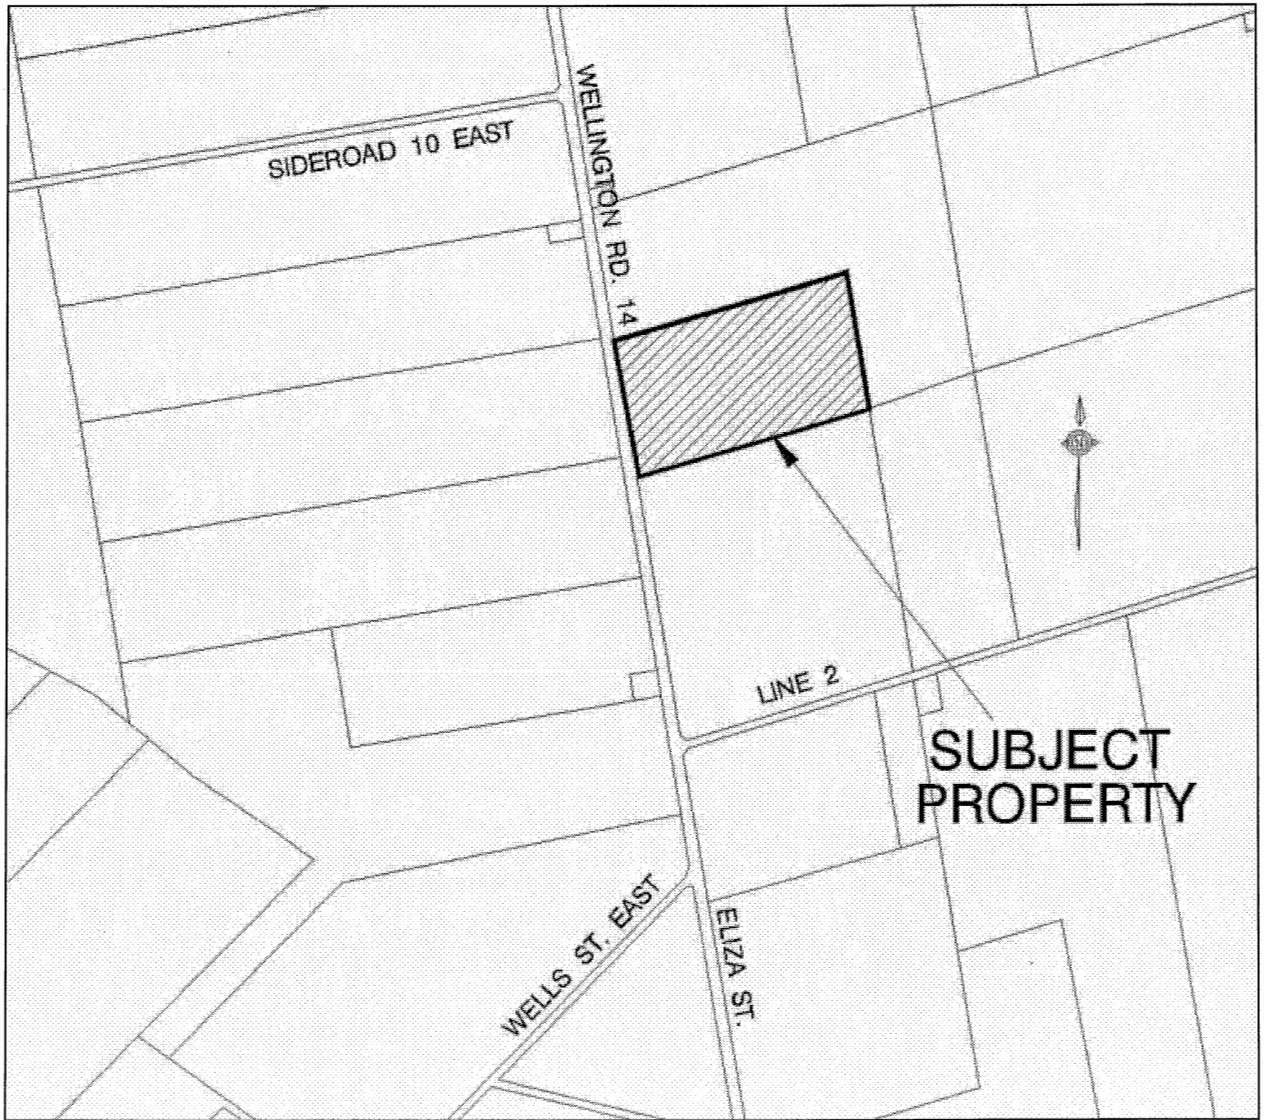 SIDEROAD 10 EAST
WELLINGTON RD. 14
LINE 2
SUBJECT
PROPERTY
WELLS ST. EAST
ELIZA ST.